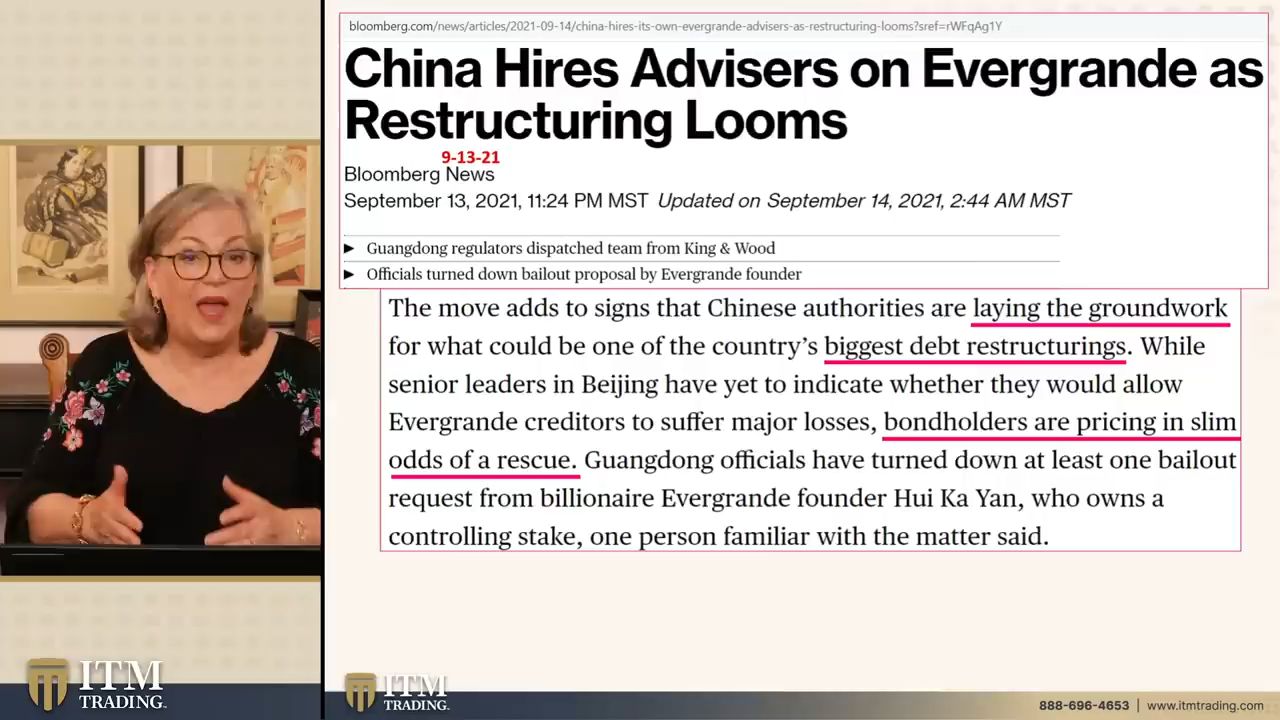 bloomberg.com/news/articles/2021-09-14/china-hires-its-own-evergrande-advisers-as-restructuring-looms?sref=rWFqAg1Y
China Hires Advisers on Evergrande as
Restructuring Looms
9-13-21
Bloomberg News
September 13, 2021, 11:24 PM MST Updated on September 14, 2021, 2:44 AM MST
▶ Guangdong regulators dispatched team from King & Wood
▶ Officials turned down bailout proposal by Evergrande founder
The move adds to signs that Chinese authorities are laying the groundwork
for what could be one of the country’s biggest debt restructurings. While
senior leaders in Beijing have yet to indicate whether they would allow
Evergrande creditors to suffer major losses, bondholders are pricing in slim
odds of a rescue. Guangdong officials have turned down at least one bailout
request from billionaire Evergrande founder Hui Ka Yan, who owns a
controlling stake, one person familiar with the matter said.
ITM
TRADING
ITM
TRADING
888-696-4653 | www.itmtrading.com